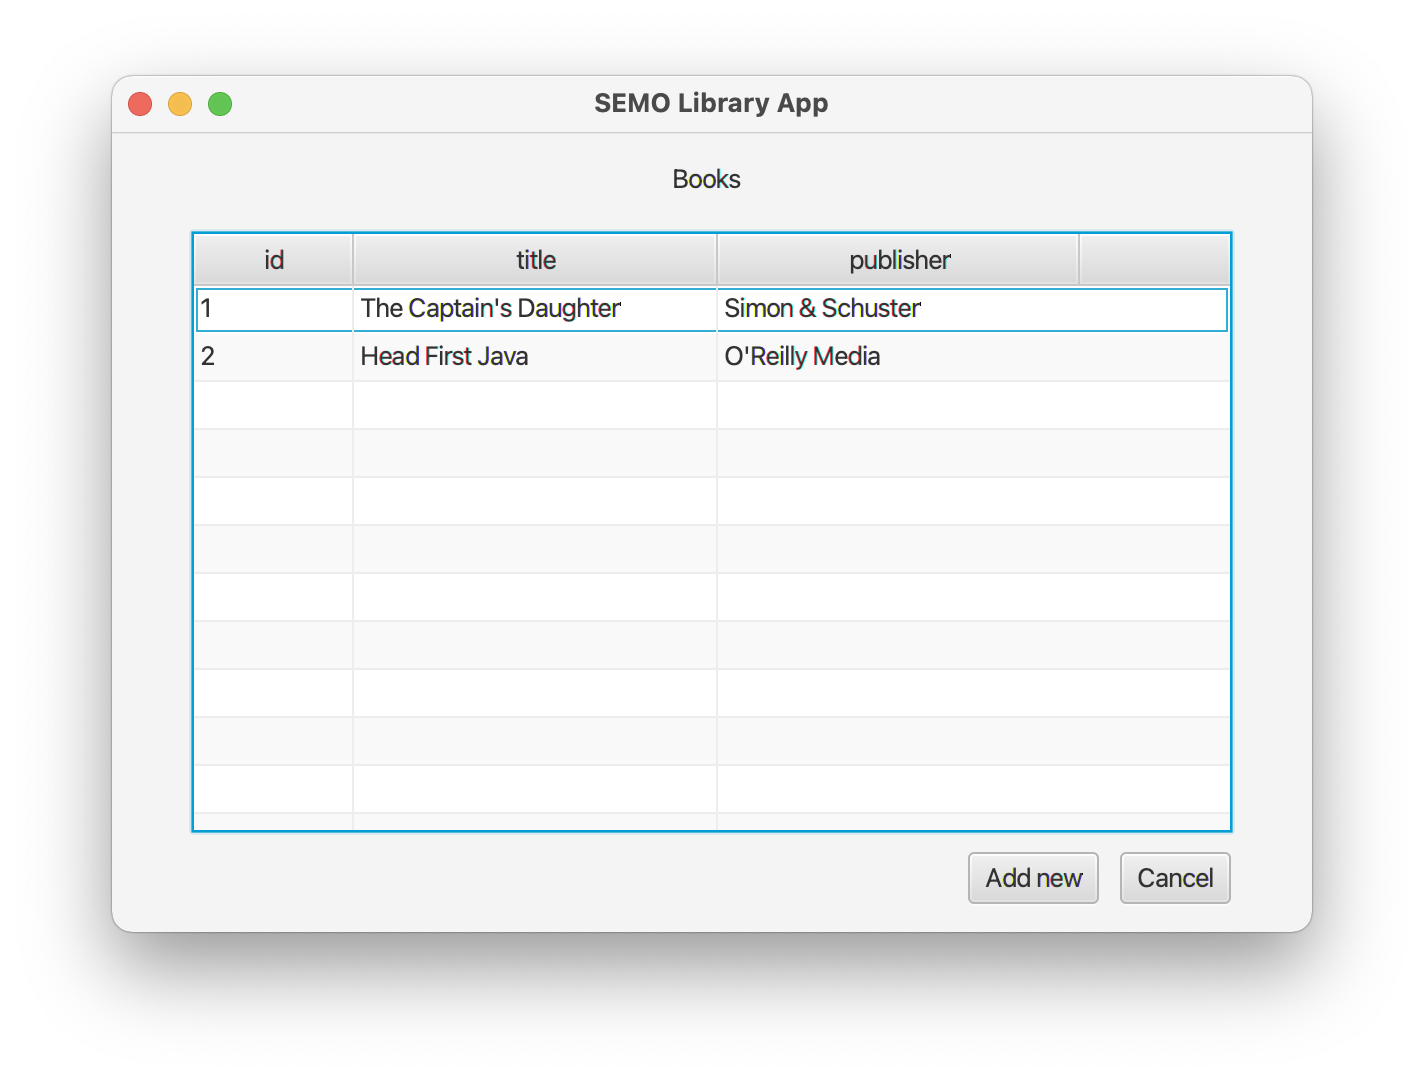 SEMO Library App
Books
id title publisher
1 The Captain's Daughter Simon & Schuster
2 Head First Java O'Reilly Media
Add new Cancel